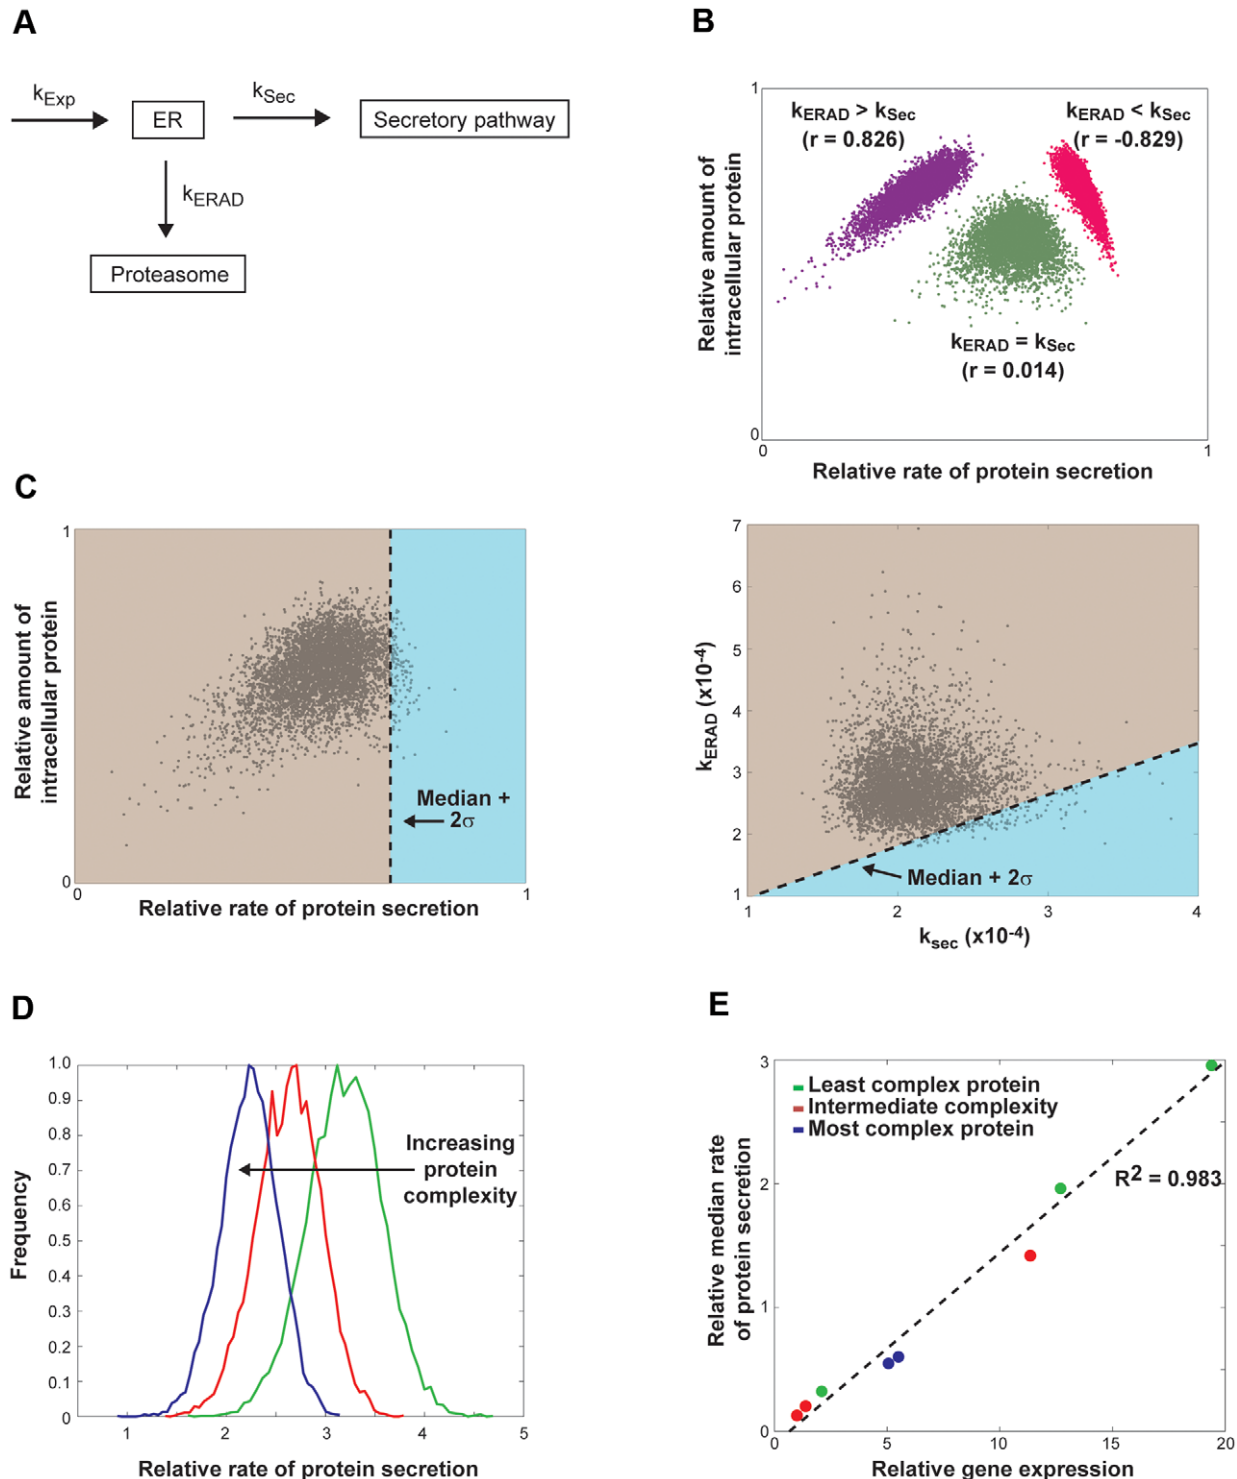 A
kExp
ER
kSec
Secretory pathway
kERAD
Proteasome
B
1
kERAD > kSec
(r = 0.826)
kERAD < kSec
(r = -0.829)
Relative amount of
intracellular protein
kERAD = kSec
(r = 0.014)
0
0
1
Relative rate of protein secretion
C
1
Relative amount of
intracellular protein
Median +
2σ
0
0
1
Relative rate of protein secretion
7
6
5
4
3
2
1
kERAD (x10-4)
Median + 2σ
1
2
3
4
ksec (x10-4)
D
1.0
0.9
0.8
0.7
0.6
0.5
0.4
0.3
0.2
0.1
0
Frequency
Increasing
protein
complexity
1
2
3
4
5
Relative rate of protein secretion
E
3
2
1
0
Relative median rate
of protein secretion
Least complex protein
Intermediate complexity
Most complex protein
R2 = 0.983
0
5
10
15
20
Relative gene expression